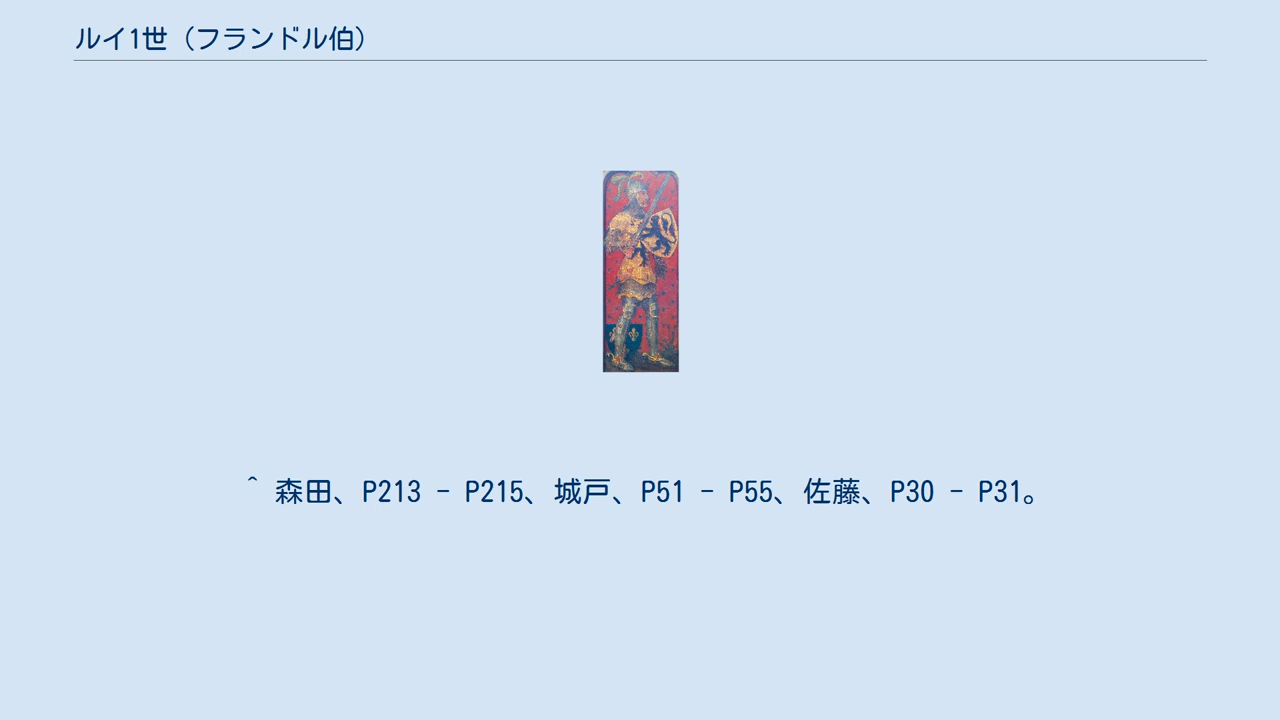 ルイ1世（フランドル伯）
^ 森田、P213 - P215、城戸、P51 - P55、佐藤、P30 - P31。